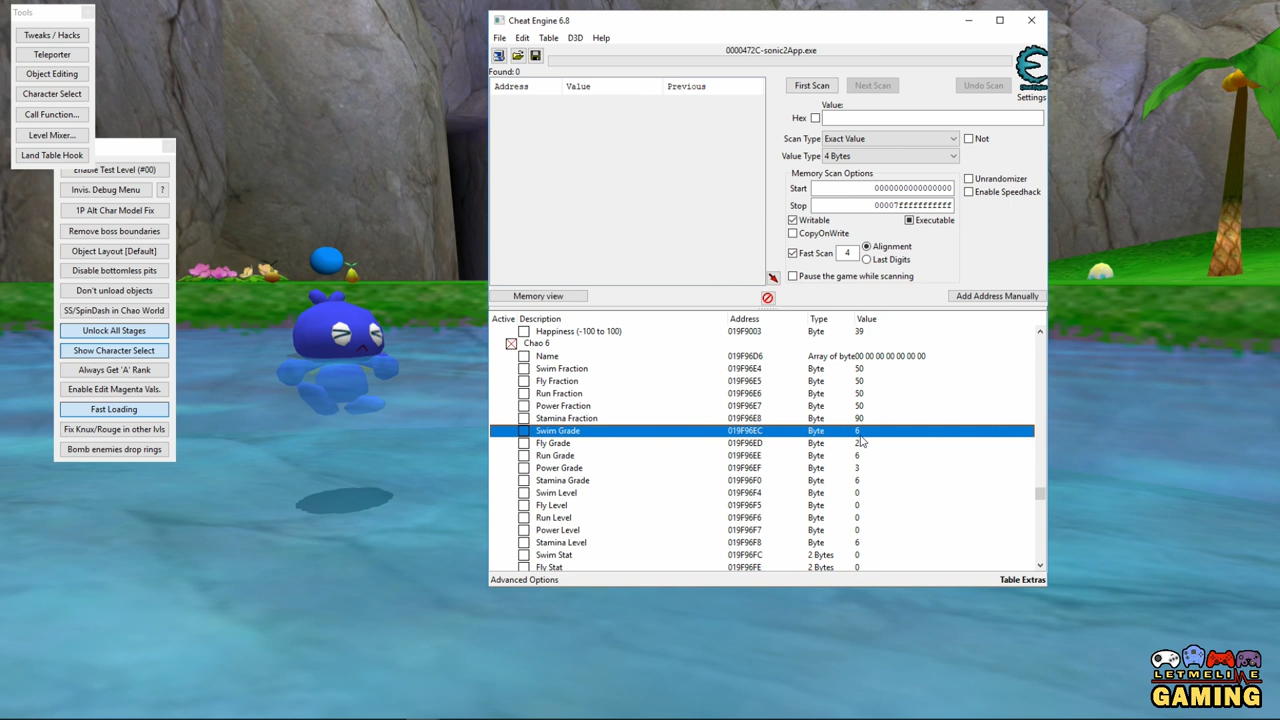 Tools
Tweaks / Hacks
Teleporter
Object Editing
Character Select
Call Function...
Level Mixer...
Land Table Hook
Enable Test Level (#00)
Invis. Debug Menu ?
1P Alt Char Model Fix
Remove boss boundaries
Object Layout [Default]
Disable bottomless pits
Don't unload objects
SS/SpinDash in Chao World
Unlock All Stages
Show Character Select
Always Get 'A' Rank
Enable Edit Magenta Vals.
Fast Loading
Fix Knux/Rouge in other lvls
Bomb enemies drop rings
Cheat Engine 6.8
File Edit Table D3D Help
0000472C-sonic2App.exe
Found: 0
Address Value Previous
First Scan Next Scan Undo Scan
Settings
Value:
Hex
Scan Type Exact Value Not
Value Type 4 Bytes
Memory Scan Options
Start 0000000000000000
Stop 00007fffffffffff
Unrandomizer
Enable Speedhack
Writable Executable
CopyOnWrite
Fast Scan 4 Alignment
Last Digits
Pause the game while scanning
Memory view Add Address Manually
Active Description Address Type Value
Happiness (-100 to 100) 019F9003 Byte 39
Chao 6
Name 019F96D6 Array of byte 00 00 00 00 00 00 00
Swim Fraction 019F96E4 Byte 50
Fly Fraction 019F96E5 Byte 50
Run Fraction 019F96E6 Byte 50
Power Fraction 019F96E7 Byte 50
Stamina Fraction 019F96E8 Byte 90
Swim Grade 019F96EC Byte 6
Fly Grade 019F96ED Byte 2
Run Grade 019F96EE Byte 6
Power Grade 019F96EF Byte 3
Stamina Grade 019F96F0 Byte 6
Swim Level 019F96F4 Byte 0
Fly Level 019F96F5 Byte 0
Run Level 019F96F6 Byte 0
Power Level 019F96F7 Byte 0
Stamina Level 019F96F8 Byte 6
Swim Stat 019F96FC 2 Bytes 0
Fly Stat 019F96FE 2 Bytes 0
Advanced Options Table Extras
LETMELIVE
GAMING